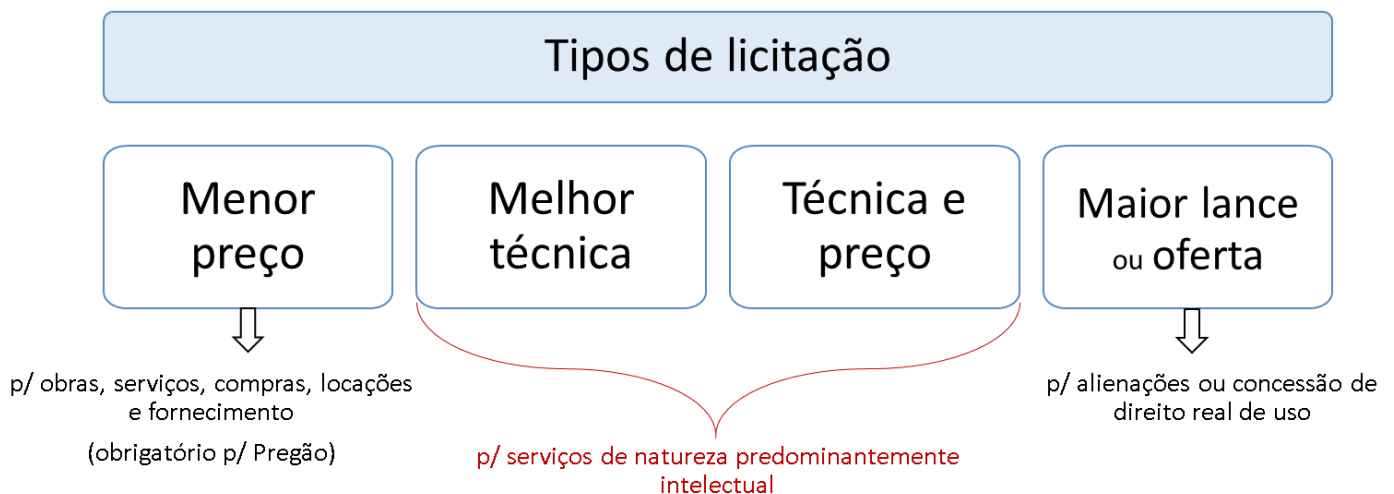 Tipos de licitação
Menor
preço
Melhor
técnica
Técnica e
preço
Maior lance
ou oferta
p/ obras, serviços, compras, locações
e fornecimento
(obrigatório p/ Pregão)
p/ serviços de natureza predominantemente
intelectual
p/ alienações ou concessão de
direito real de uso